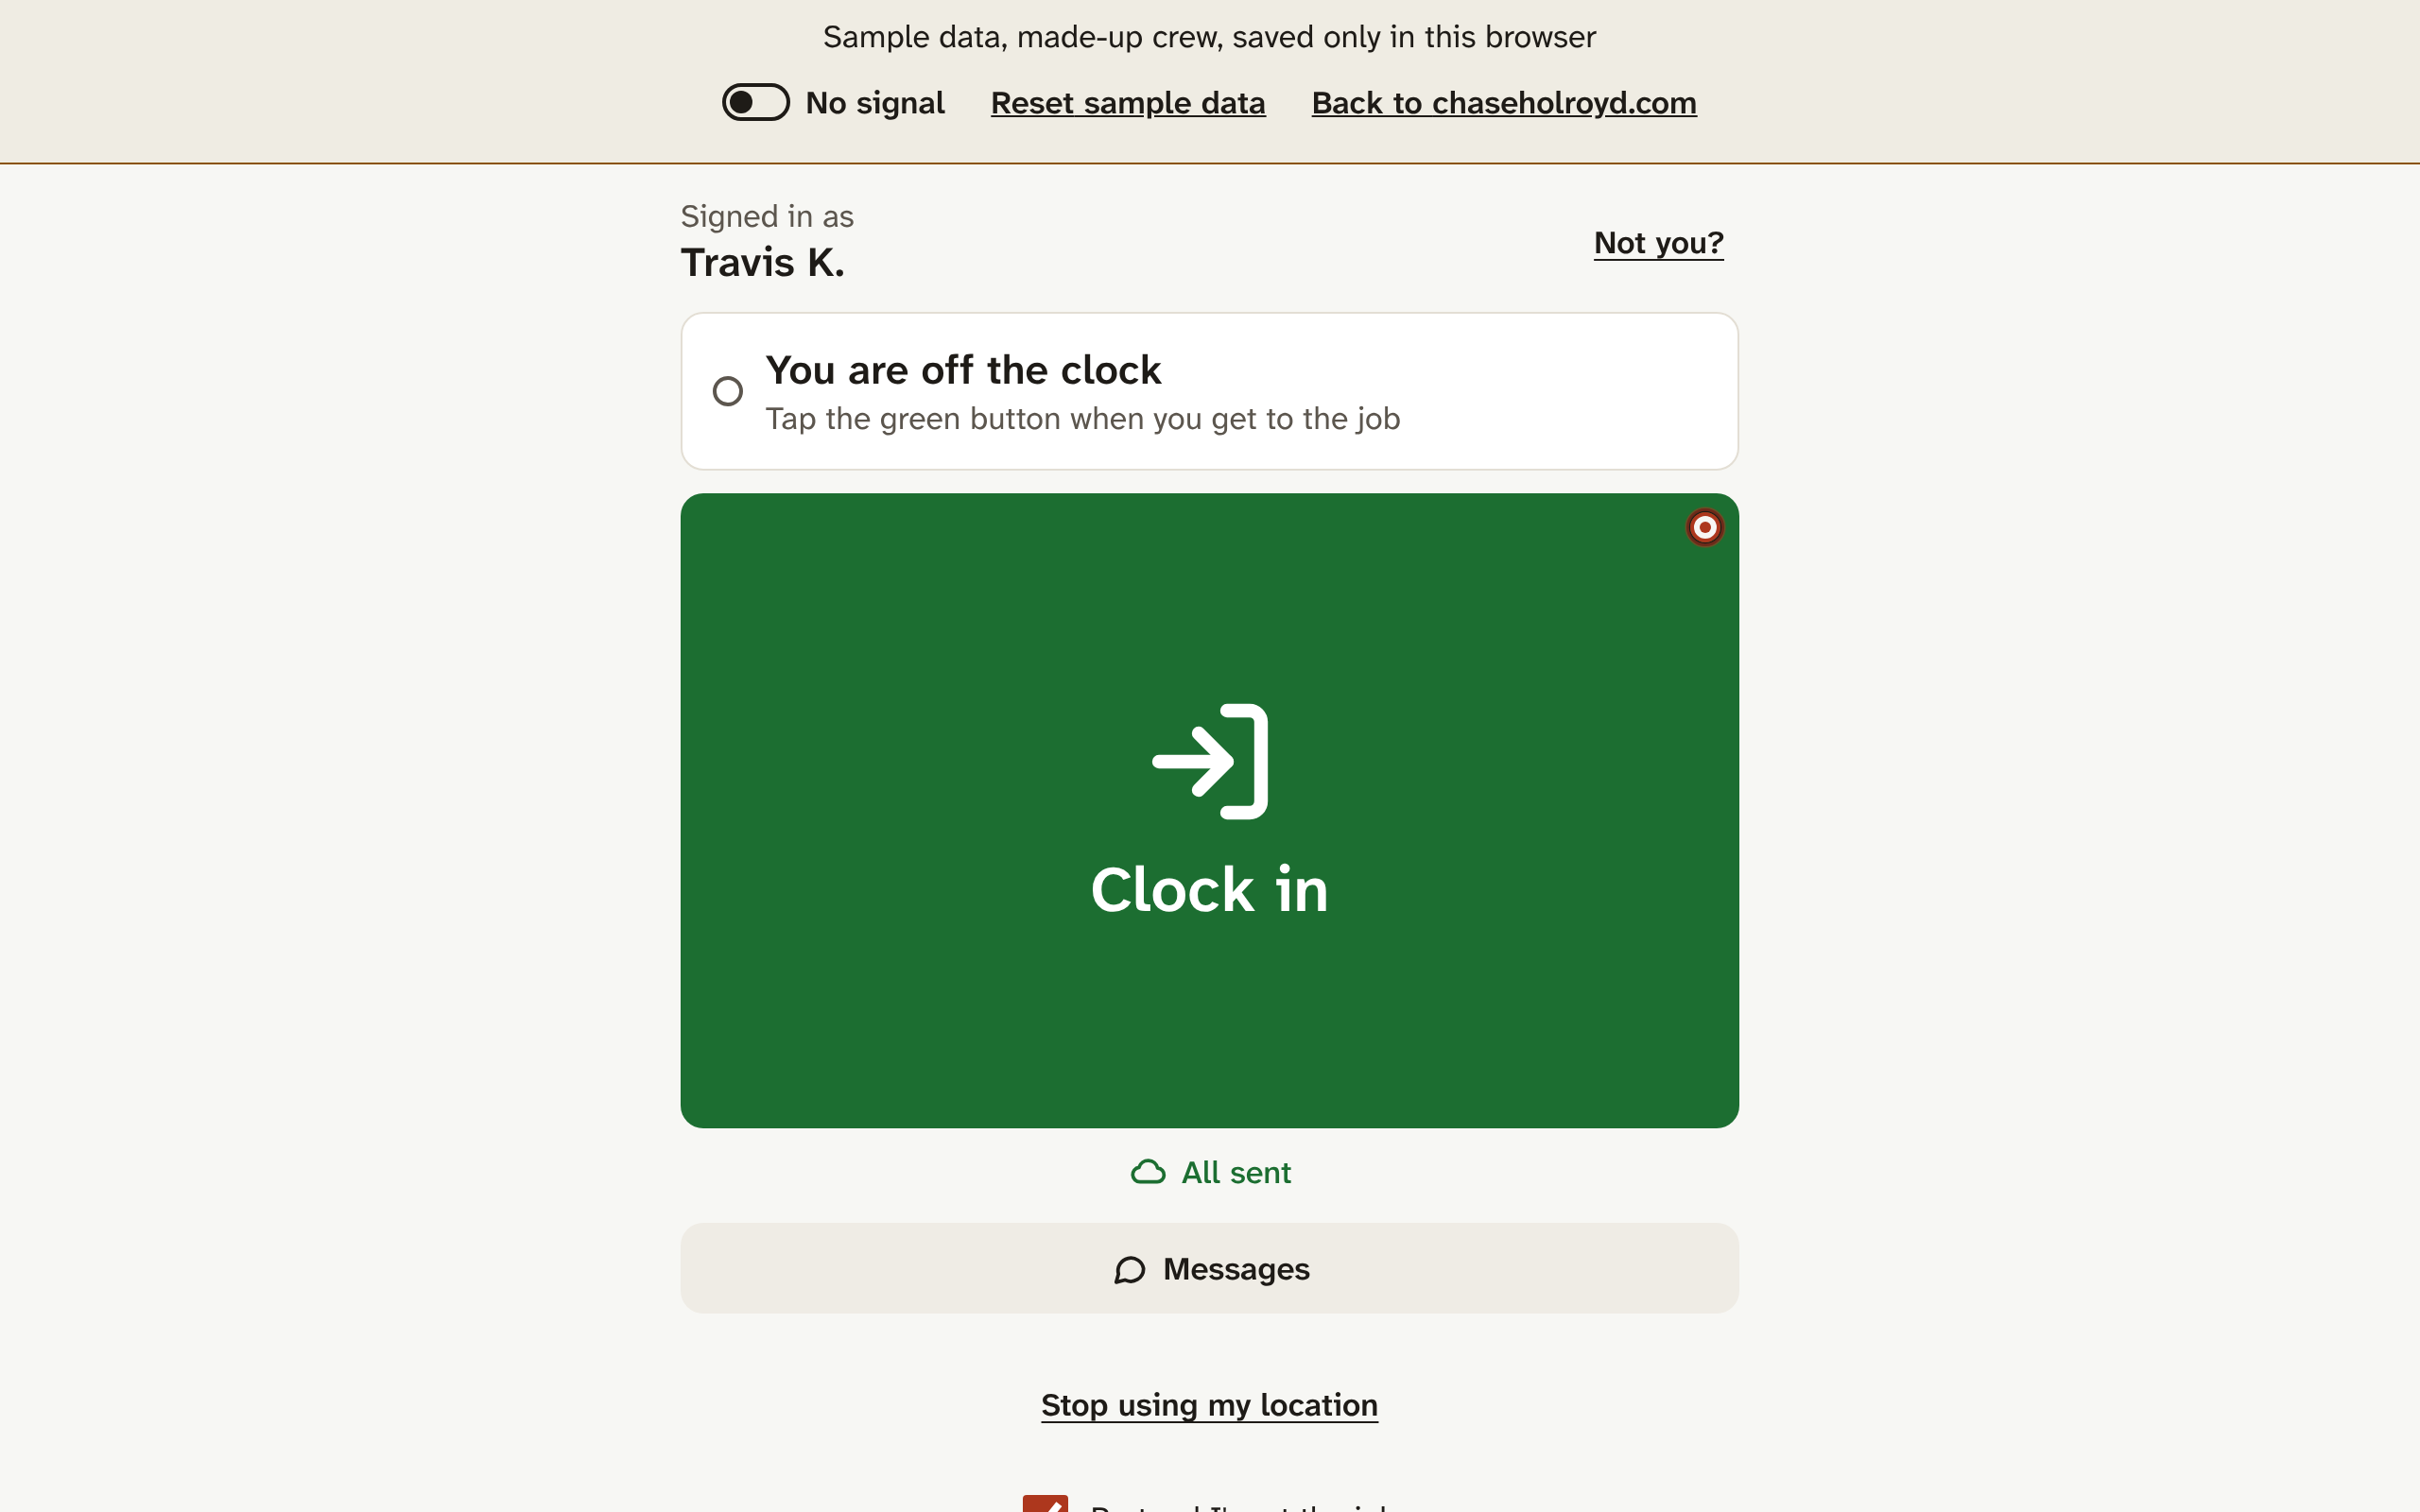 Sample data, made-up crew, saved only in this browser
No signal
Reset sample data
Back to chaseholroyd.com
Signed in as
Travis K.
Not you?
You are off the clock
Tap the green button when you get to the job
Clock in
All sent
Messages
Stop using my location